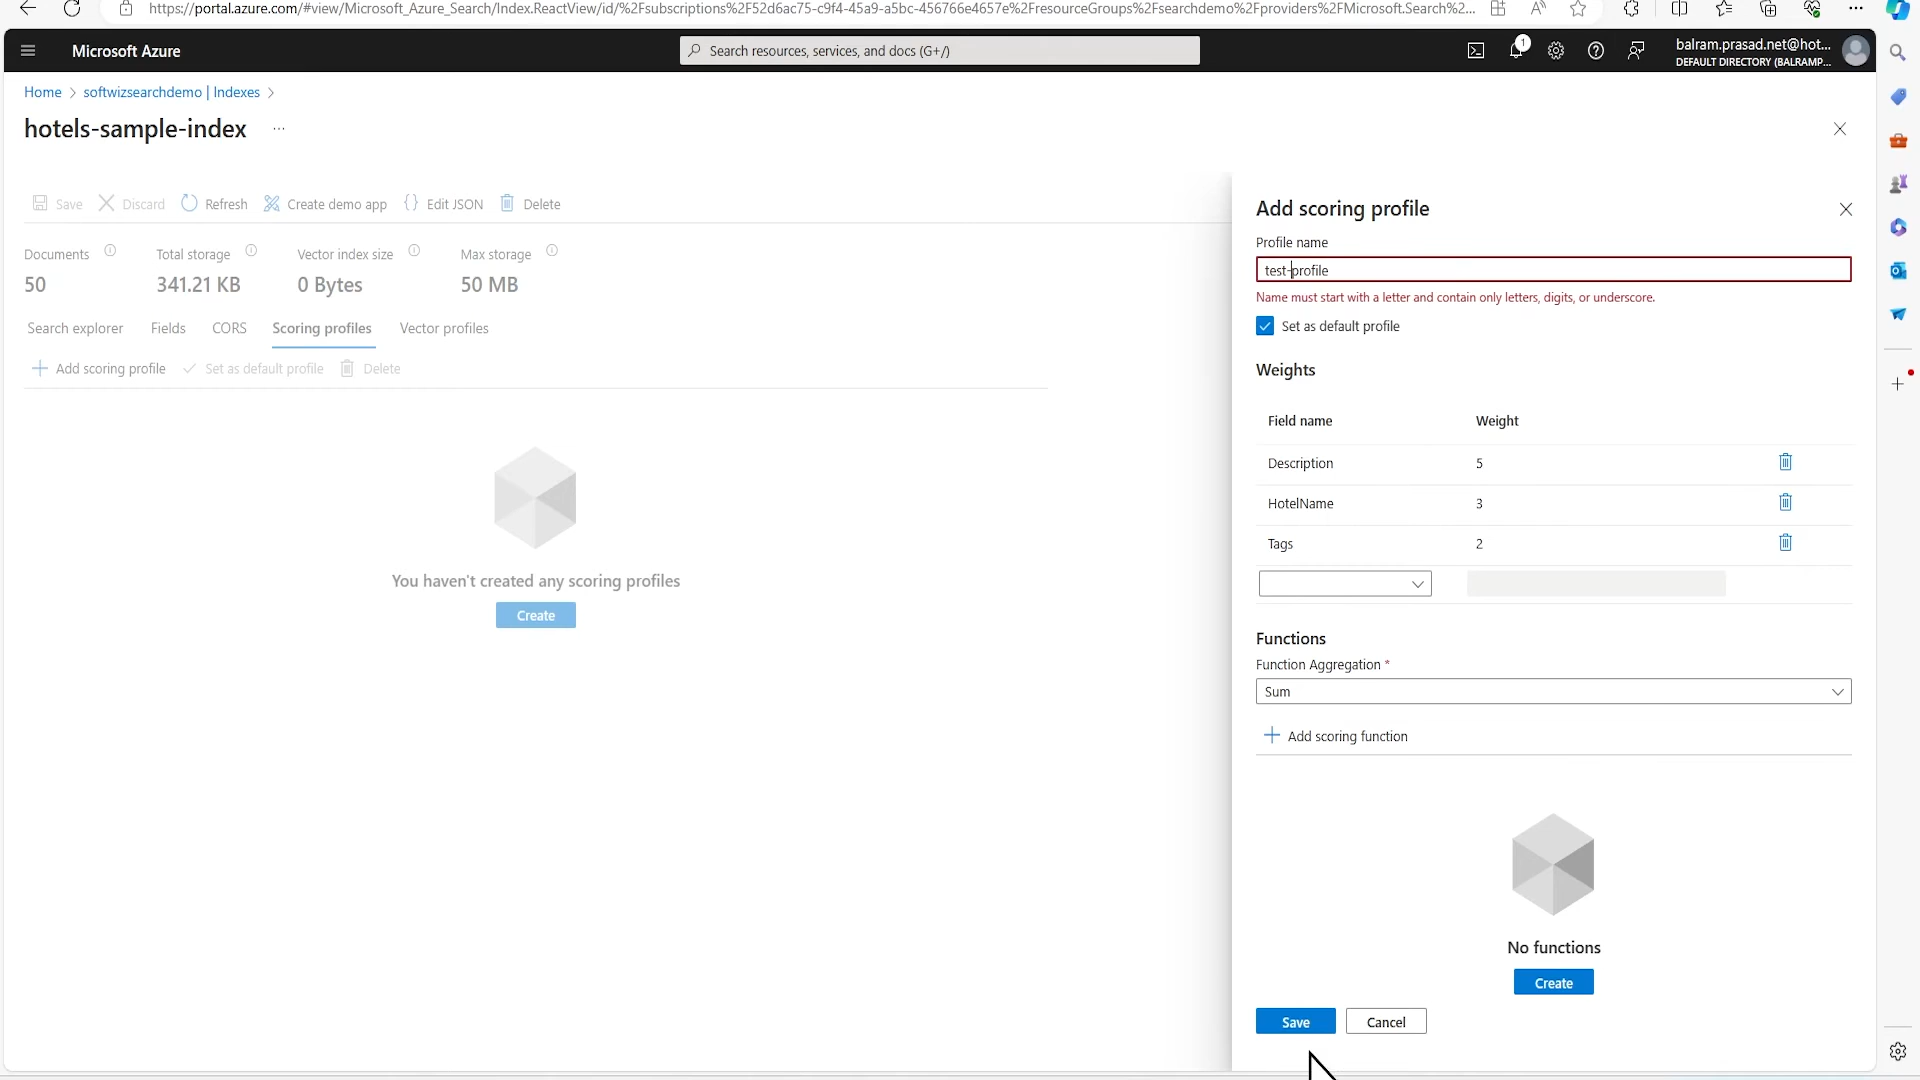 https://portal.azure.com/#view/Microsoft_Azure_Search/Index.ReactView/id/%2Fsubscriptions%2F52d6ac75-c9f4-45a9-a5bc-456766e4657e%2FresourceGroups%2Fsearchdemo%2Fproviders%2FMicrosoft.Search%2...
Microsoft Azure
Search resources, services, and docs (G+/)
1
balram.prasad.net@hot...
DEFAULT DIRECTORY (BALRAMP...
Home > softwizsearchdemo | Indexes >
hotels-sample-index ...
Save Discard Refresh Create demo app Edit JSON Delete
Documents Total storage Vector index size Max storage
50 341.21 KB 0 Bytes 50 MB
Search explorer Fields CORS Scoring profiles Vector profiles
Add scoring profile Set as default profile Delete
You haven't created any scoring profiles
Create
Add scoring profile
Profile name
test-profile
Name must start with a letter and contain only letters, digits, or underscore.
Set as default profile
Weights
Field name Weight
Description 5
HotelName 3
Tags 2
Functions
Function Aggregation *
Sum
Add scoring function
No functions
Create
Save Cancel